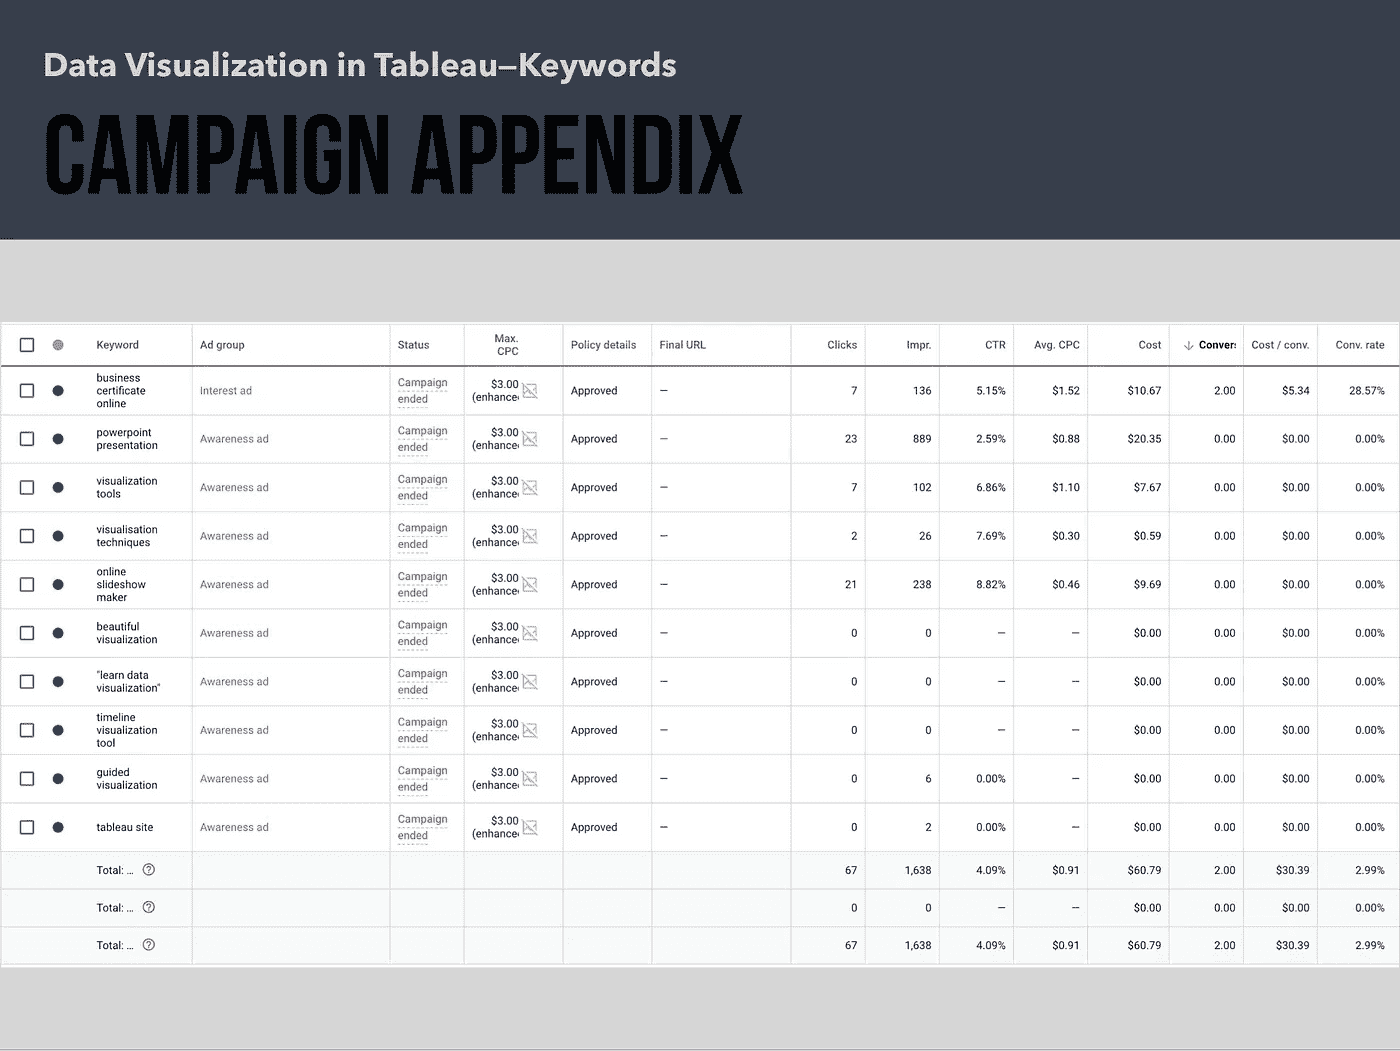 Data Visualization in Tableau—Keywords
CAMPAIGN APPENDIX
Keyword Ad group Status Max. CPC Policy details Final URL Clicks Impr. CTR Avg. CPC Cost ↓ Convers Cost / conv. Conv. rate
business certificate online Interest ad Campaign ended $3.00 (enhanced Approved — 7 136 5.15% $1.52 $10.67 2.00 $5.34 28.57%
powerpoint presentation Awareness ad Campaign ended $3.00 (enhanced Approved — 23 889 2.59% $0.88 $20.35 0.00 $0.00 0.00%
visualization tools Awareness ad Campaign ended $3.00 (enhanced Approved — 7 102 6.86% $1.10 $7.67 0.00 $0.00 0.00%
visualisation techniques Awareness ad Campaign ended $3.00 (enhanced Approved — 2 26 7.69% $0.30 $0.59 0.00 $0.00 0.00%
online slideshow maker Awareness ad Campaign ended $3.00 (enhanced Approved — 21 238 8.82% $0.46 $9.69 0.00 $0.00 0.00%
beautiful visualization Awareness ad Campaign ended $3.00 (enhanced Approved — 0 0 — — $0.00 0.00 $0.00 0.00%
"learn data visualization" Awareness ad Campaign ended $3.00 (enhanced Approved — 0 0 — — $0.00 0.00 $0.00 0.00%
timeline visualization tool Awareness ad Campaign ended $3.00 (enhanced Approved — 0 0 — — $0.00 0.00 $0.00 0.00%
guided visualization Awareness ad Campaign ended $3.00 (enhanced Approved — 0 6 0.00% — $0.00 0.00 $0.00 0.00%
tableau site Awareness ad Campaign ended $3.00 (enhanced Approved — 0 2 0.00% — $0.00 0.00 $0.00 0.00%
Total: ... 67 1,638 4.09% $0.91 $60.79 2.00 $30.39 2.99%
Total: ... 0 0 — — $0.00 0.00 $0.00 0.00%
Total: ... 67 1,638 4.09% $0.91 $60.79 2.00 $30.39 2.99%